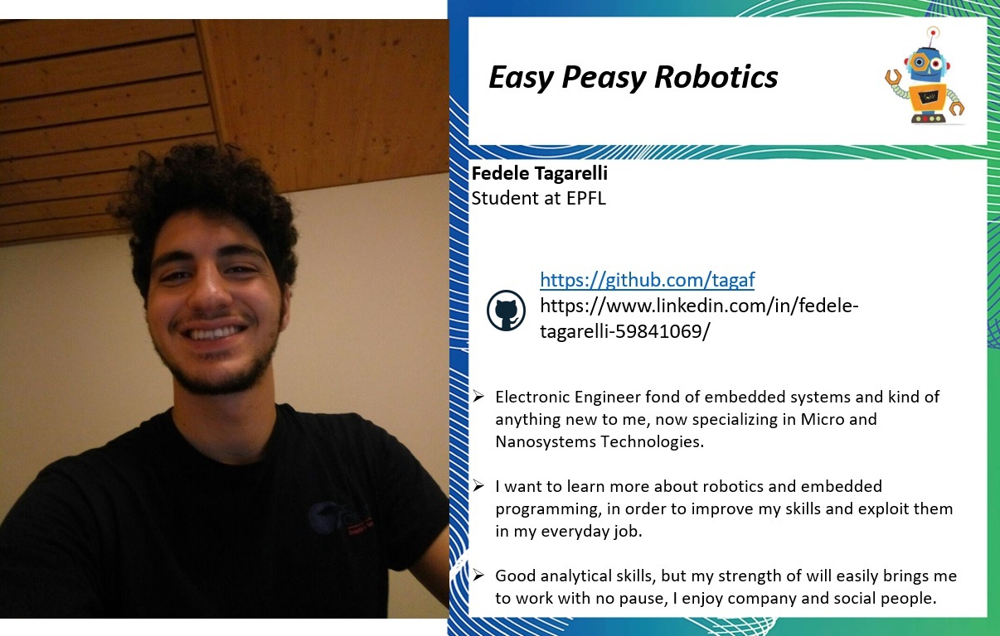 Easy Peasy Robotics
Fedele Tagarelli
Student at EPFL
https://github.com/tagaf
https://www.linkedin.com/in/fedele-
tagarelli-59841069/
Electronic Engineer fond of embedded systems and kind of
anything new to me, now specializing in Micro and
Nanosystems Technologies.
I want to learn more about robotics and embedded
programming, in order to improve my skills and exploit them
in my everyday job.
Good analytical skills, but my strength of will easily brings me
to work with no pause, I enjoy company and social people.